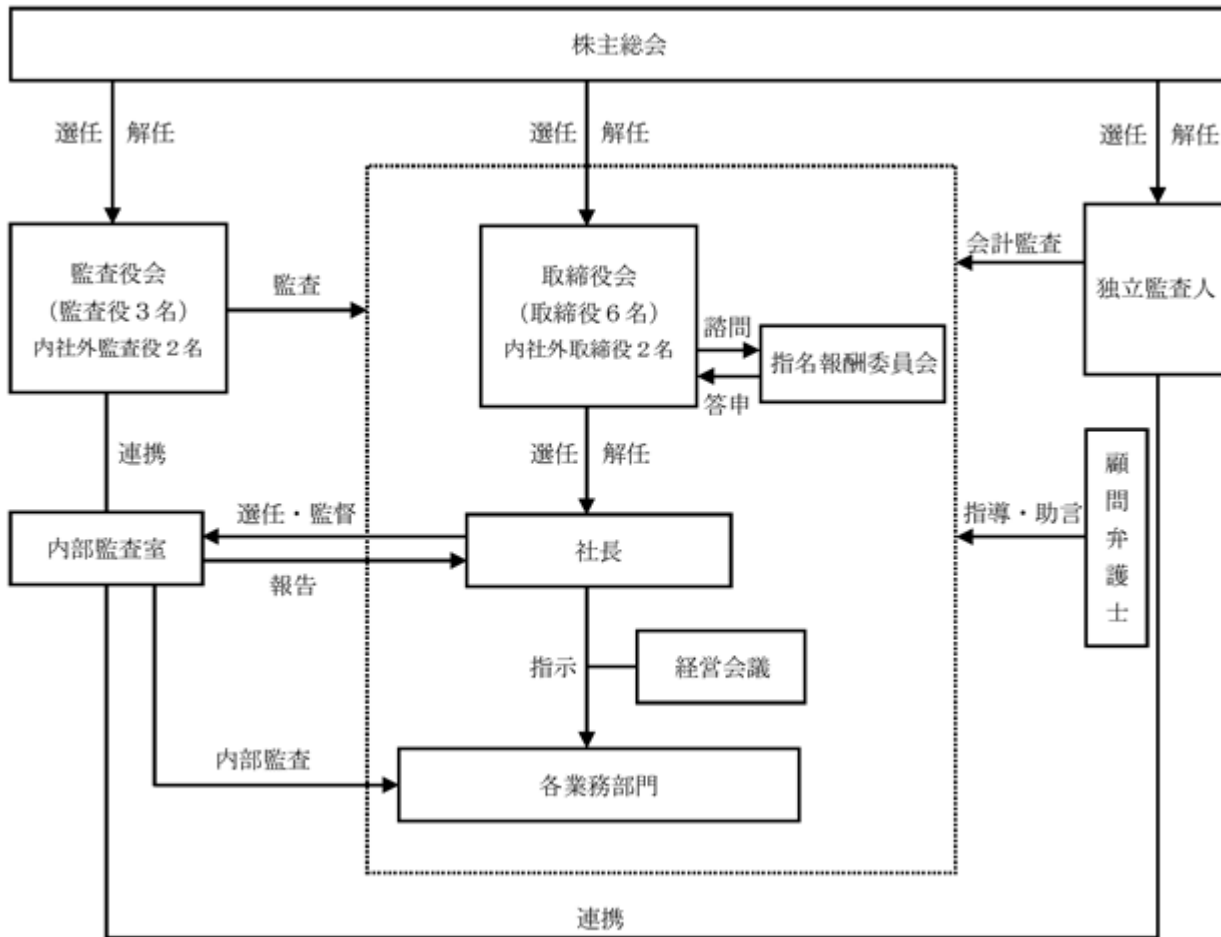 株主総会
選任 解任
選任 解任
選任 解任
監査役会
（監査役３名）
内社外監査役２名
監査
取締役会
（取締役６名）
内社外取締役２名
諮問
答申
指名報酬委員会
会計監査
独立監査人
連携
選任 解任
顧問弁護士
指導・助言
内部監査室
選任・監督
報告
社長
指示
経営会議
内部監査
各業務部門
連携